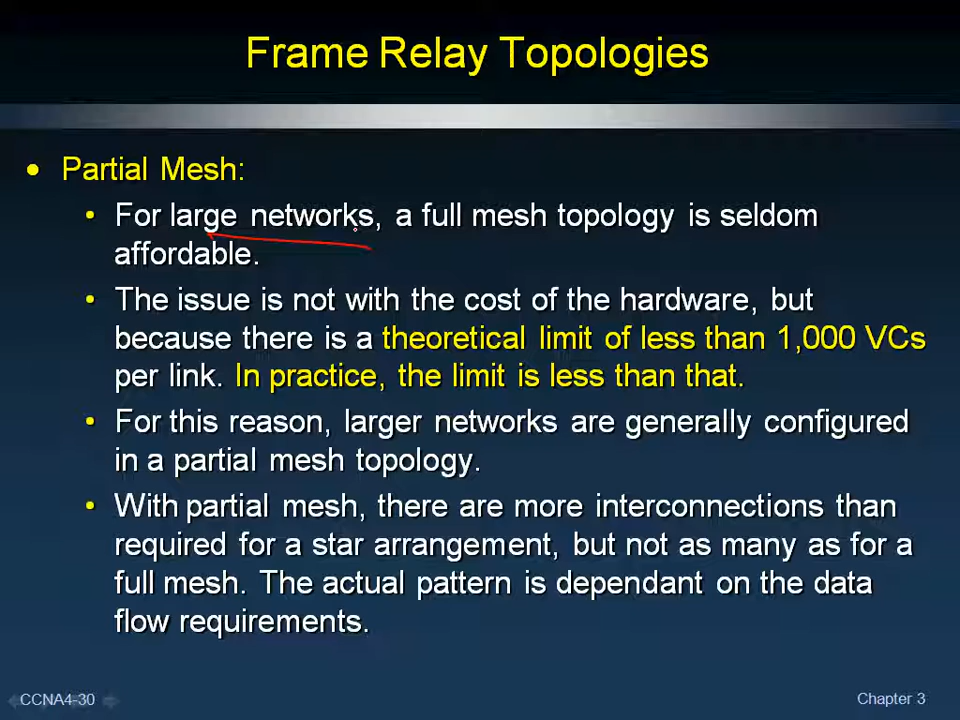 Frame Relay Topologies
• Partial Mesh:
• For large networks, a full mesh topology is seldom
affordable.
• The issue is not with the cost of the hardware, but
because there is a theoretical limit of less than 1,000 VCs
per link. In practice, the limit is less than that.
• For this reason, larger networks are generally configured
in a partial mesh topology.
• With partial mesh, there are more interconnections than
required for a star arrangement, but not as many as for a
full mesh. The actual pattern is dependant on the data
flow requirements.
CCNA4-30
Chapter 3